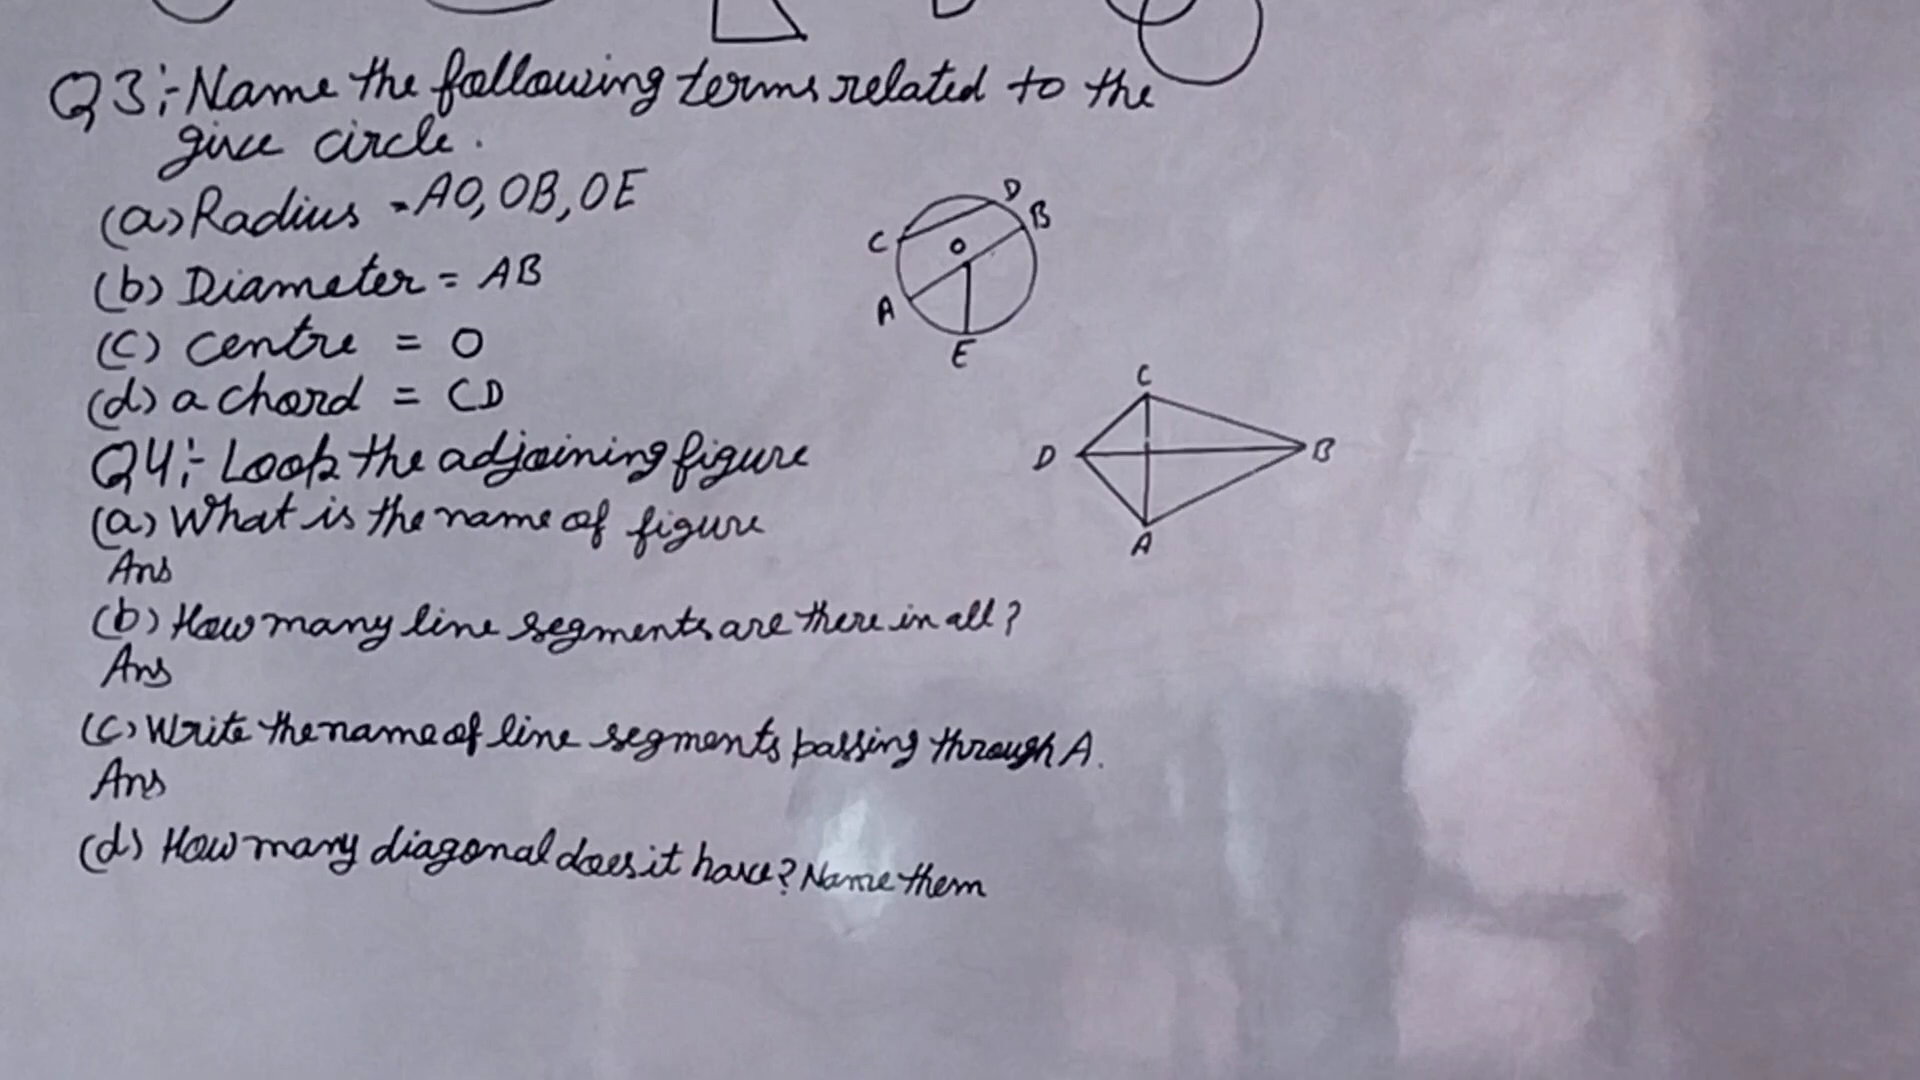 Q3:- Name the following terms related to the
give circle.
(a) Radius = AO, OB, OE
(b) Diameter = AB
(c) centre = O
(d) a chord = CD
D
B
C
O
A
E
Q4:- Look the adjoining figure
(a) What is the name of figure
Ans
(b) How many line segments are there in all?
Ans
(c) Write the name of line segments passing through A.
Ans
(d) How many diagonal does it have? Name them
C
D
B
A